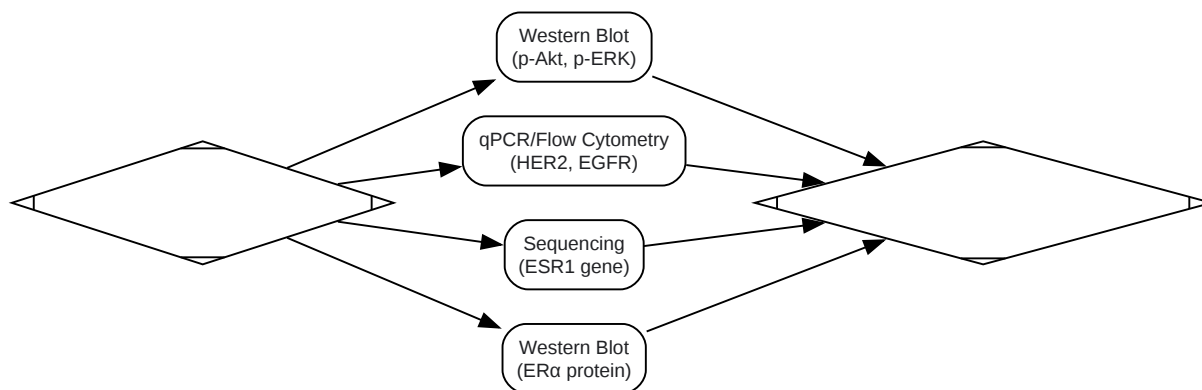 Western Blot
(p-Akt, p-ERK)
qPCR/Flow Cytometry
(HER2, EGFR)
Sequencing
(ESR1 gene)
Western Blot
(ERα protein)